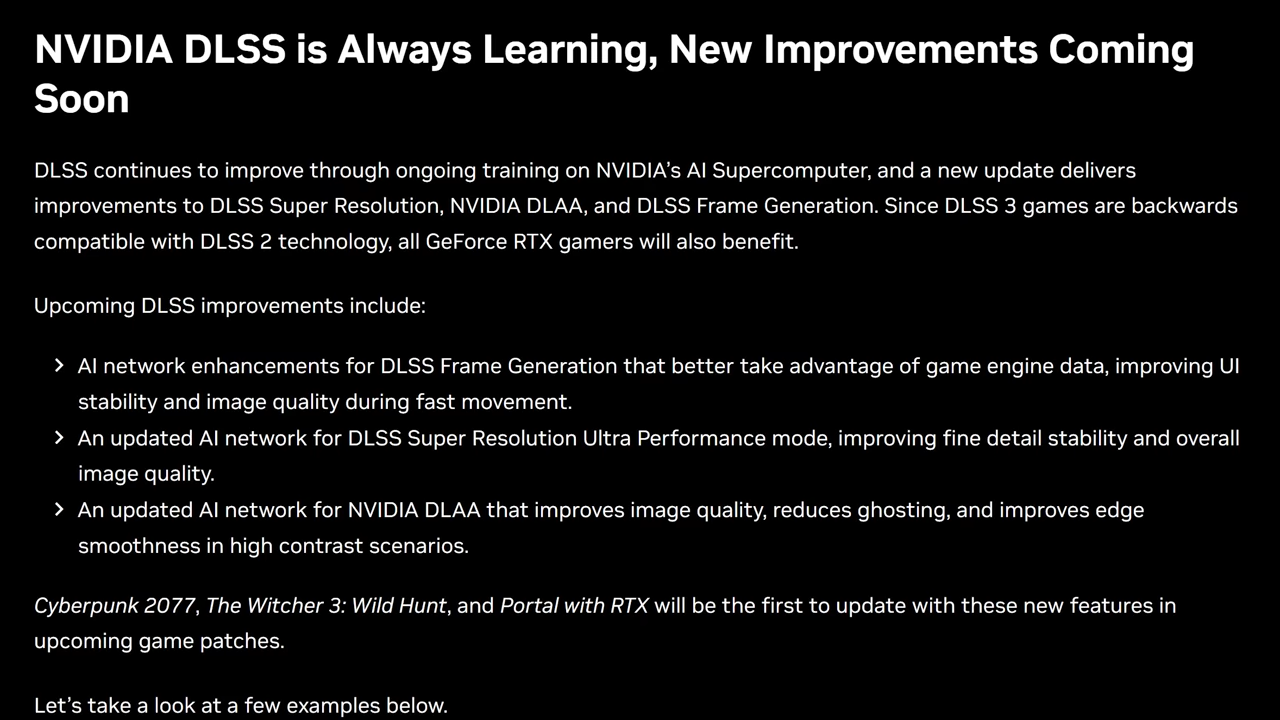 NVIDIA DLSS is Always Learning, New Improvements Coming
Soon
DLSS continues to improve through ongoing training on NVIDIA’s AI Supercomputer, and a new update delivers
improvements to DLSS Super Resolution, NVIDIA DLAA, and DLSS Frame Generation. Since DLSS 3 games are backwards
compatible with DLSS 2 technology, all GeForce RTX gamers will also benefit.
Upcoming DLSS improvements include:
> AI network enhancements for DLSS Frame Generation that better take advantage of game engine data, improving UI
stability and image quality during fast movement.
> An updated AI network for DLSS Super Resolution Ultra Performance mode, improving fine detail stability and overall
image quality.
> An updated AI network for NVIDIA DLAA that improves image quality, reduces ghosting, and improves edge
smoothness in high contrast scenarios.
Cyberpunk 2077, The Witcher 3: Wild Hunt, and Portal with RTX will be the first to update with these new features in
upcoming game patches.
Let’s take a look at a few examples below.